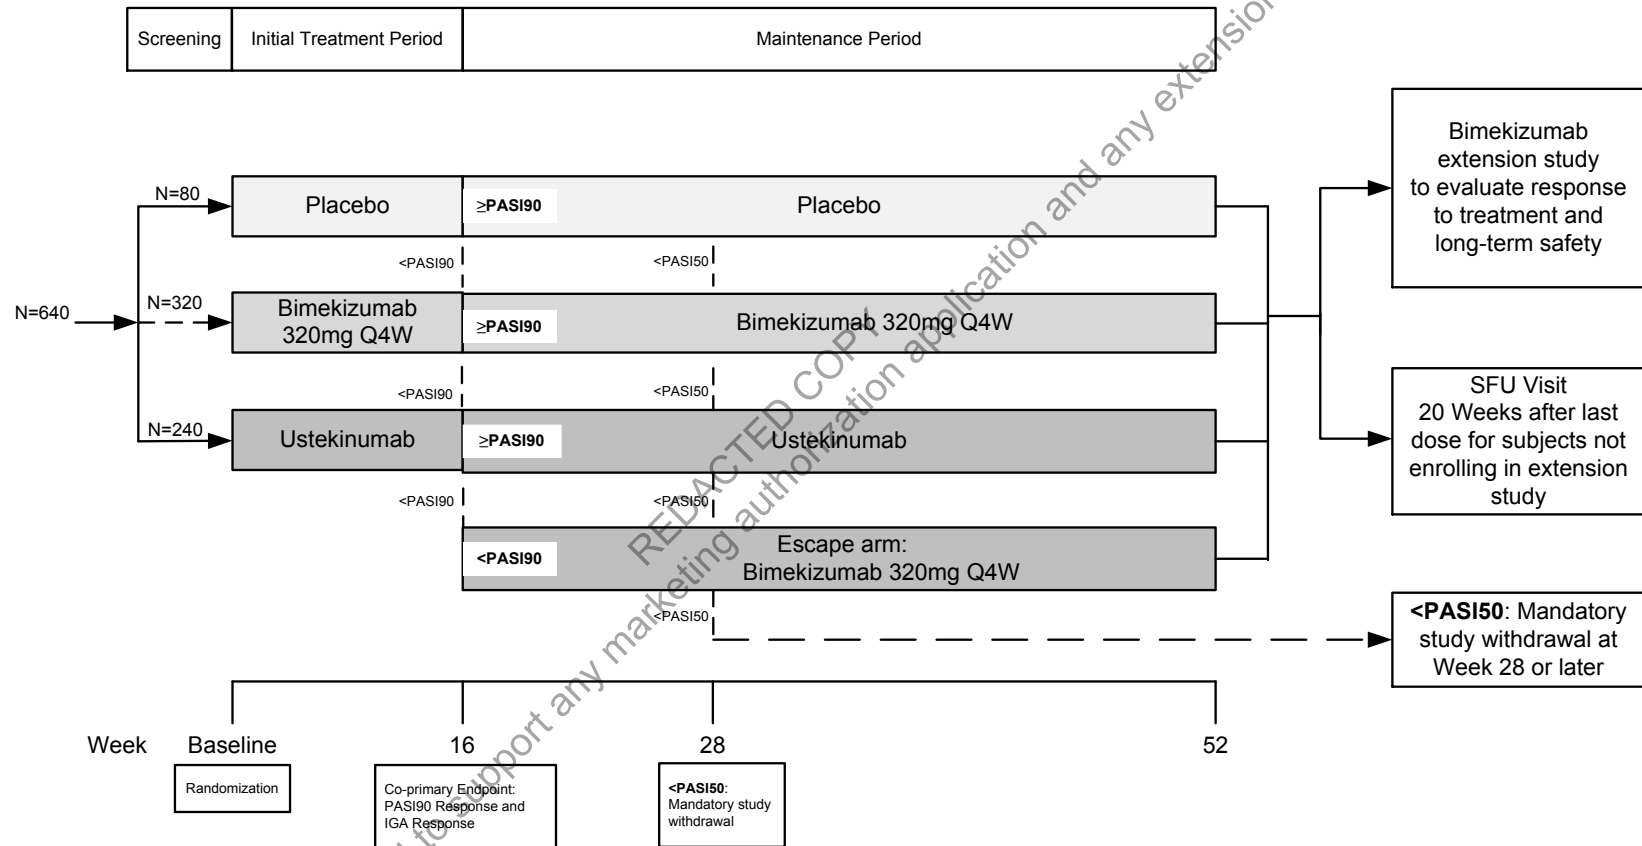 Screening
Initial Treatment Period
Maintenance Period
N=640
N=80
Placebo
≥PASI90
Placebo
<PASI90
<PASI50
N=320
Bimekizumab
320mg Q4W
≥PASI90
Bimekizumab 320mg Q4W
<PASI90
<PASI50
N=240
Ustekinumab
≥PASI90
Ustekinumab
<PASI90
<PASI50
<PASI90
Escape arm:
Bimekizumab 320mg Q4W
<PASI50
Bimekizumab
extension study
to evaluate response
to treatment and
long-term safety
SFU Visit
20 Weeks after last
dose for subjects not
enrolling in extension
study
<PASI50: Mandatory
study withdrawal at
Week 28 or later
Week
Baseline
16
28
52
Randomization
Co-primary Endpoint:
PASI90 Response and
IGA Response
<PASI50:
Mandatory study
withdrawal
REDACTED COPY
to support any marketing authorization application and any extension